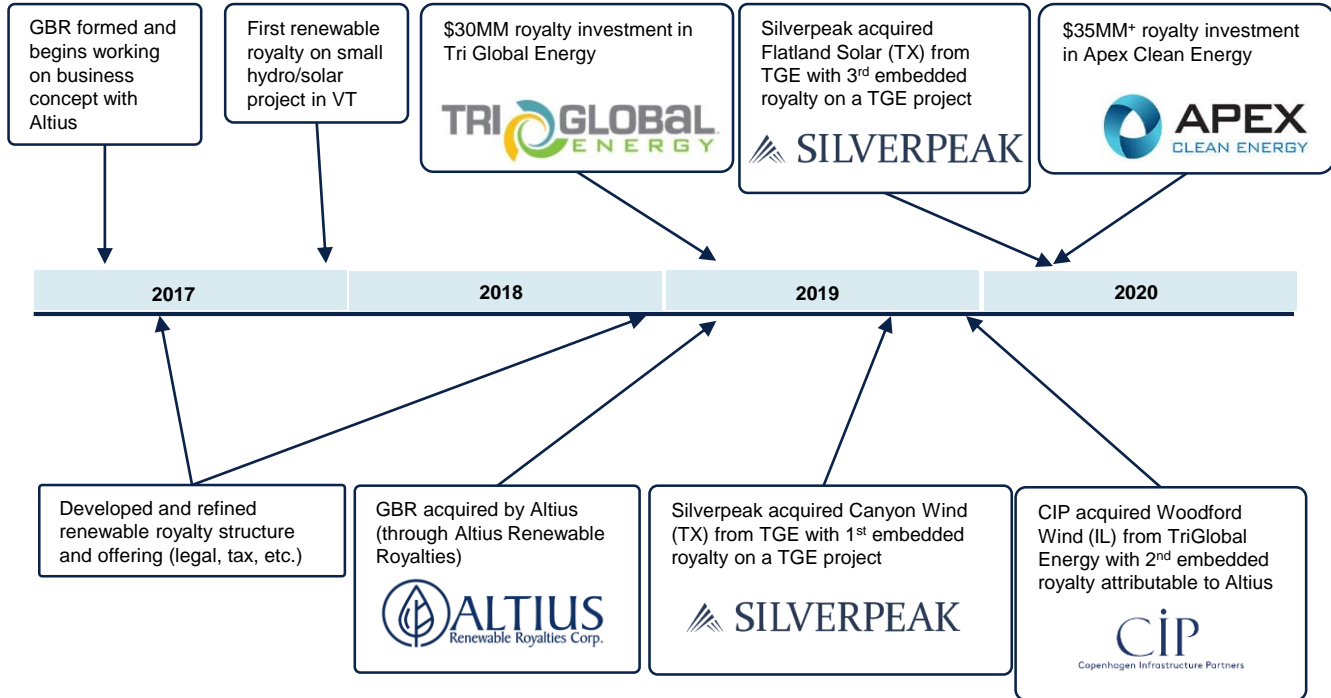 GBR formed and
begins working
on business
concept with
Altius
First renewable
royalty on small
hydro/solar
project in VT
$30MM royalty investment in
Tri Global Energy
TRI GLOBAL
ENERGY
Silverpeak acquired
Flatland Solar (TX) from
TGE with 3rd embedded
royalty on a TGE project
SILVERPEAK
$35MM+ royalty investment
in Apex Clean Energy
APEX
CLEAN ENERGY
2017 2018 2019 2020
Developed and refined
renewable royalty structure
and offering (legal, tax, etc.)
GBR acquired by Altius
(through Altius Renewable
Royalties)
ALTIUS
Renewable Royalties Corp.
Silverpeak acquired Canyon Wind
(TX) from TGE with 1st embedded
royalty on a TGE project
SILVERPEAK
CIP acquired Woodford
Wind (IL) from TriGlobal
Energy with 2nd embedded
royalty attributable to Altius
CIP
Copenhagen Infrastructure Partners